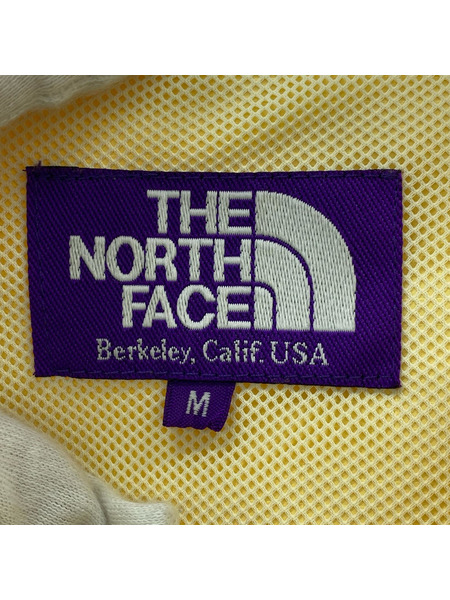 THE
NORTH
FACE
Berkeley, Calif. USA
M